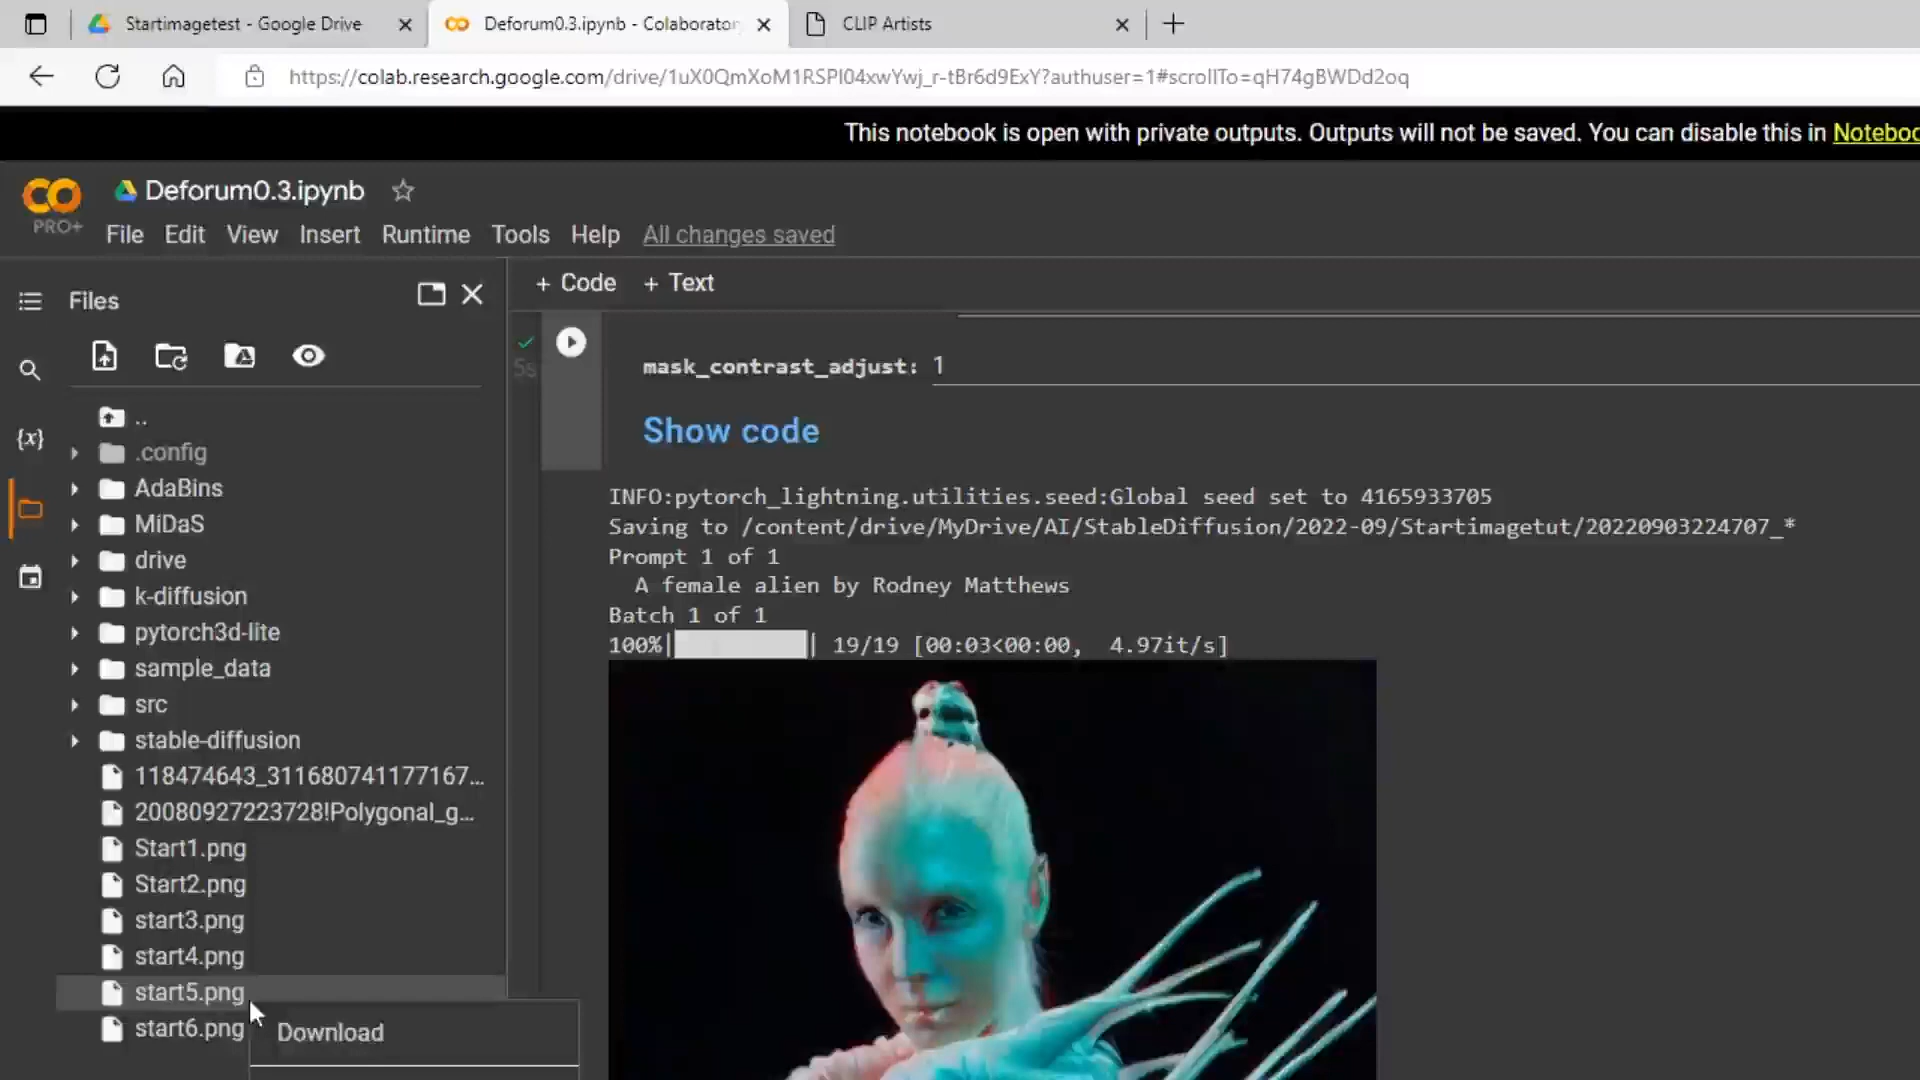 Startimagetest - Google Drive
Deforum0.3.ipynb - Colaborator
CLIP Artists
https://colab.research.google.com/drive/1uX0QmXoM1RSPI04xwYwj_r-tBr6d9ExY?authuser=1#scrollTo=qH74gBWDd2oq
This notebook is open with private outputs. Outputs will not be saved. You can disable this in Noteboo
CO
PRO+
Deforum0.3.ipynb
File Edit View Insert Runtime Tools Help All changes saved
Files
+ Code + Text
{x}
..
.config
AdaBins
MiDaS
drive
k-diffusion
pytorch3d-lite
sample_data
src
stable-diffusion
118474643_311680741177167...
20080927223728!Polygonal_g...
Start1.png
Start2.png
start3.png
start4.png
start5.png
start6.png
Download
5s
mask_contrast_adjust: 1
Show code
INFO:pytorch_lightning.utilities.seed:Global seed set to 4165933705
Saving to /content/drive/MyDrive/AI/StableDiffusion/2022-09/Startimagetut/20220903224707_*
Prompt 1 of 1
A female alien by Rodney Matthews
Batch 1 of 1
100%| | 19/19 [00:03<00:00, 4.97it/s]